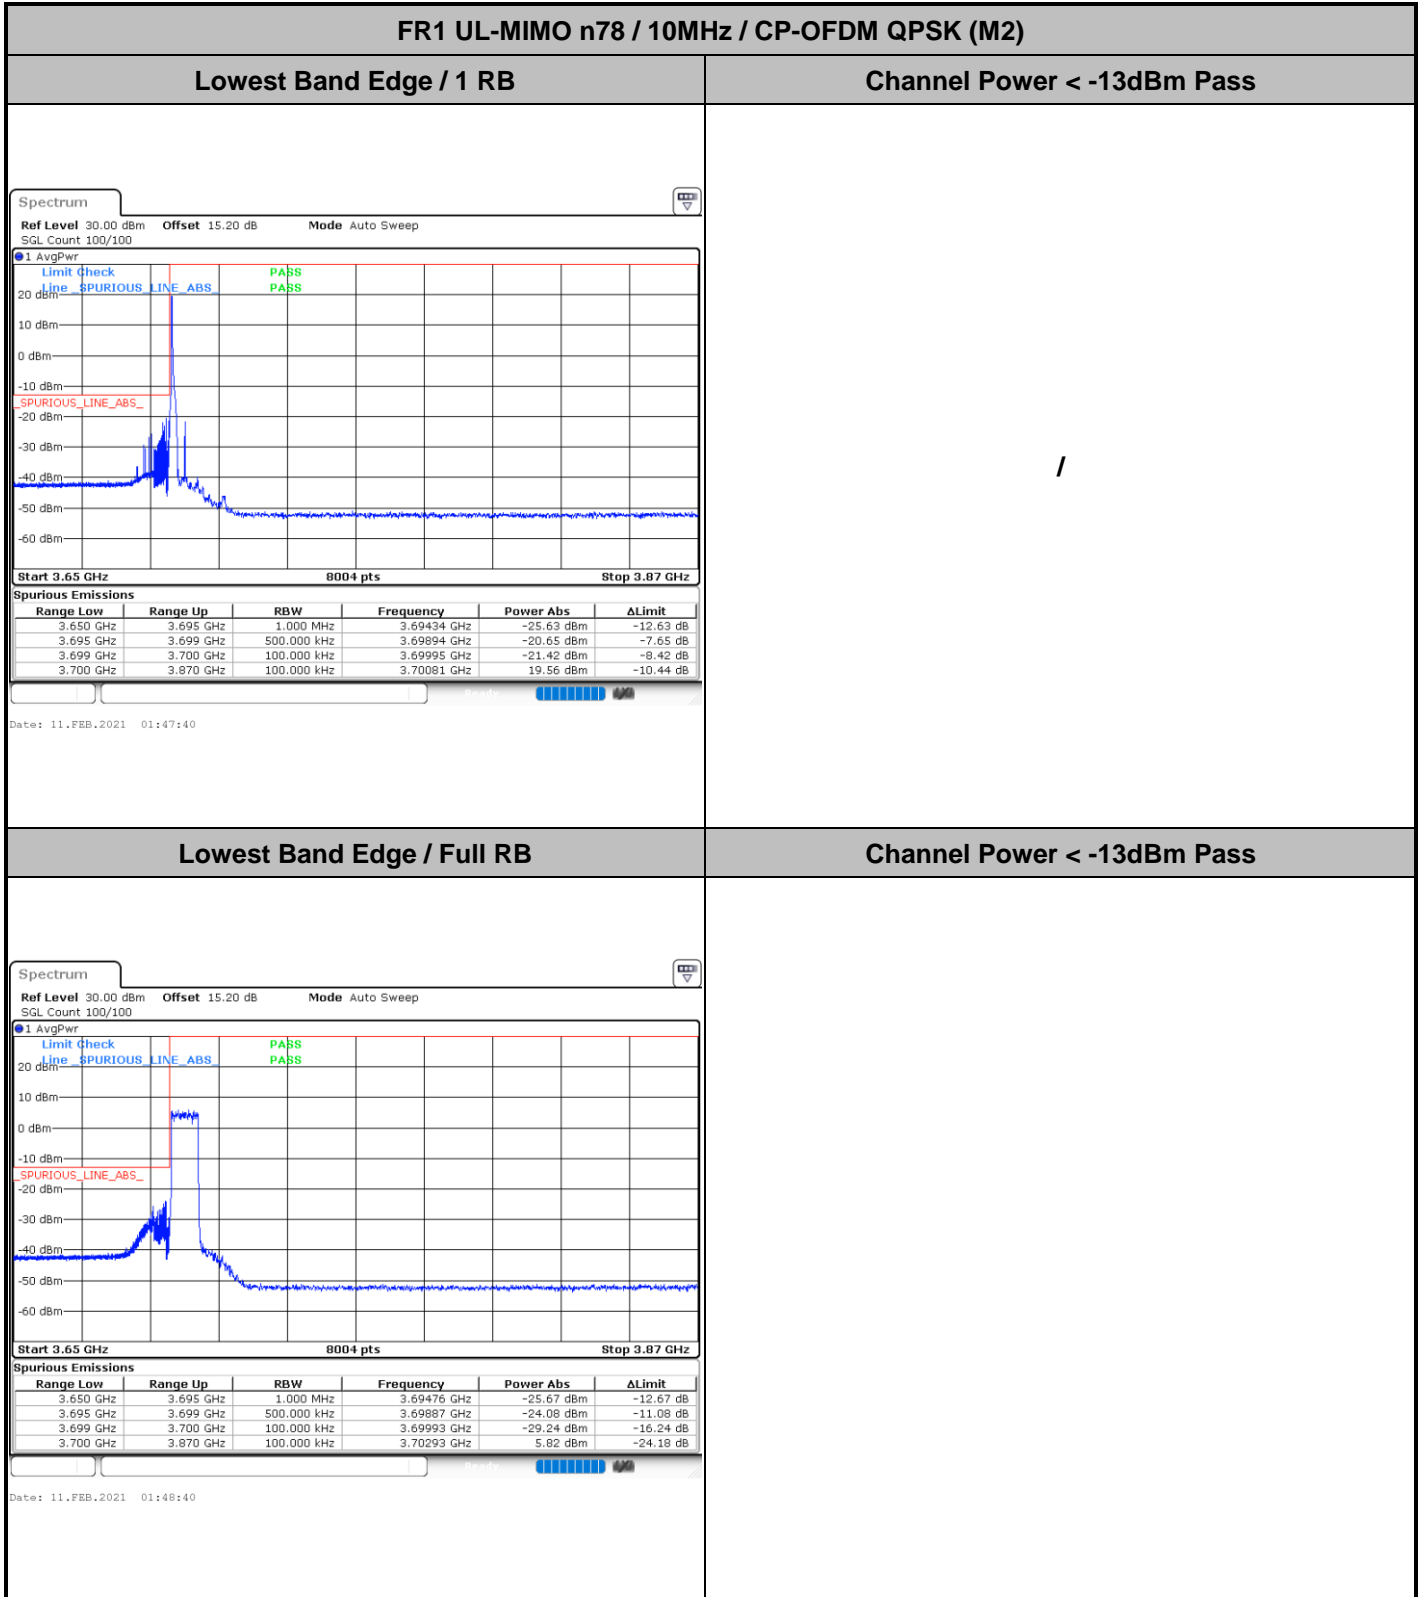 FR1 UL-MIMO n78 / 10MHz / CP-OFDM QPSK (M2)
Lowest Band Edge / 1 RB
Channel Power < -13dBm Pass
Spectrum
Ref Level 30.00 dBm Offset 15.20 dB Mode Auto Sweep
SGL Count 100/100
1 AvgPwr
Limit Check PASS
Line _SPURIOUS_LINE_ABS_ PASS
20 dBm
10 dBm
0 dBm
-10 dBm
_SPURIOUS_LINE_ABS_
-20 dBm
-30 dBm
-40 dBm
-50 dBm
-60 dBm
Start 3.65 GHz 8004 pts Stop 3.87 GHz
Spurious Emissions
Range Low Range Up RBW Frequency Power Abs ΔLimit
3.650 GHz 3.695 GHz 1.000 MHz 3.69434 GHz -25.63 dBm -12.63 dB
3.695 GHz 3.699 GHz 500.000 kHz 3.69894 GHz -20.65 dBm -7.65 dB
3.699 GHz 3.700 GHz 100.000 kHz 3.69995 GHz -21.42 dBm -8.42 dB
3.700 GHz 3.870 GHz 100.000 kHz 3.70081 GHz 19.56 dBm -10.44 dB
Ready
Date: 11.FEB.2021 01:47:40
/
Lowest Band Edge / Full RB
Channel Power < -13dBm Pass
Spectrum
Ref Level 30.00 dBm Offset 15.20 dB Mode Auto Sweep
SGL Count 100/100
1 AvgPwr
Limit Check PASS
Line _SPURIOUS_LINE_ABS_ PASS
20 dBm
10 dBm
0 dBm
-10 dBm
_SPURIOUS_LINE_ABS_
-20 dBm
-30 dBm
-40 dBm
-50 dBm
-60 dBm
Start 3.65 GHz 8004 pts Stop 3.87 GHz
Spurious Emissions
Range Low Range Up RBW Frequency Power Abs ΔLimit
3.650 GHz 3.695 GHz 1.000 MHz 3.69476 GHz -25.67 dBm -12.67 dB
3.695 GHz 3.699 GHz 500.000 kHz 3.69887 GHz -24.08 dBm -11.08 dB
3.699 GHz 3.700 GHz 100.000 kHz 3.69993 GHz -29.24 dBm -16.24 dB
3.700 GHz 3.870 GHz 100.000 kHz 3.70293 GHz 5.82 dBm -24.18 dB
Ready
Date: 11.FEB.2021 01:48:40